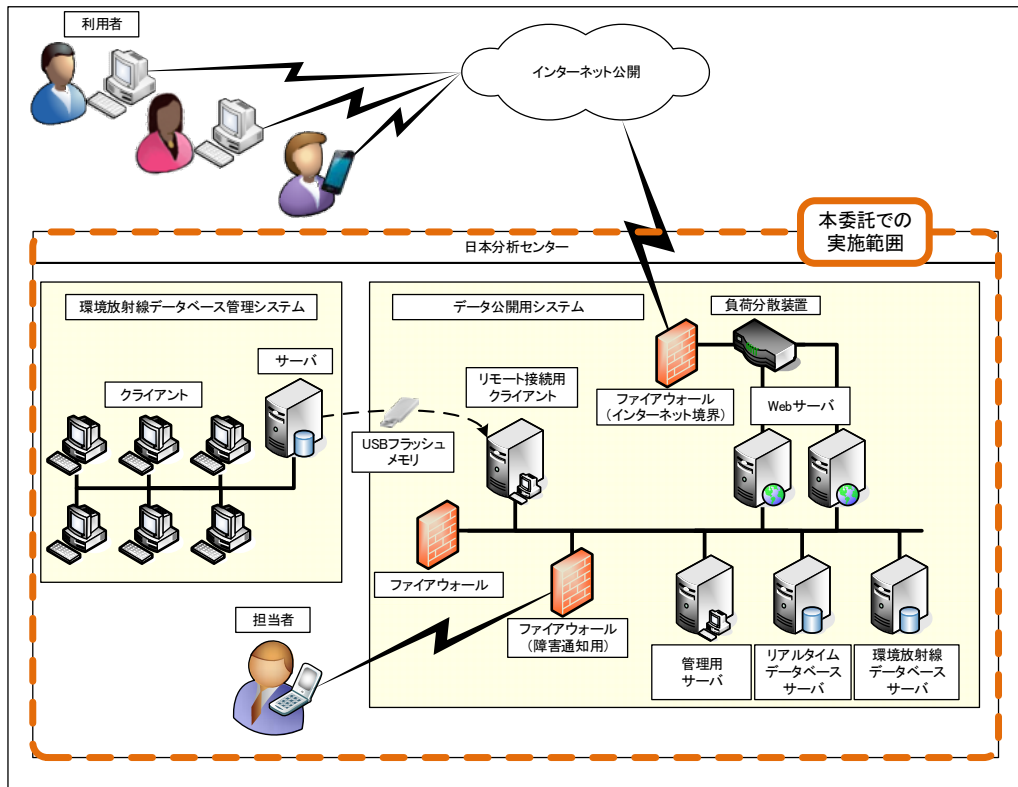 利用者
インターネット公開
本委託での
実施範囲
日本分析センター
環境放射線データベース管理システム
サーバ
クライアント
USBフラッシュ
メモリ
データ公開用システム
負荷分散装置
リモート接続用
クライアント
ファイアウォール
（インターネット境界）
Webサーバ
ファイアウォール
ファイアウォール
（障害通知用）
担当者
管理用
サーバ
リアルタイム
データベース
サーバ
環境放射線
データベース
サーバ